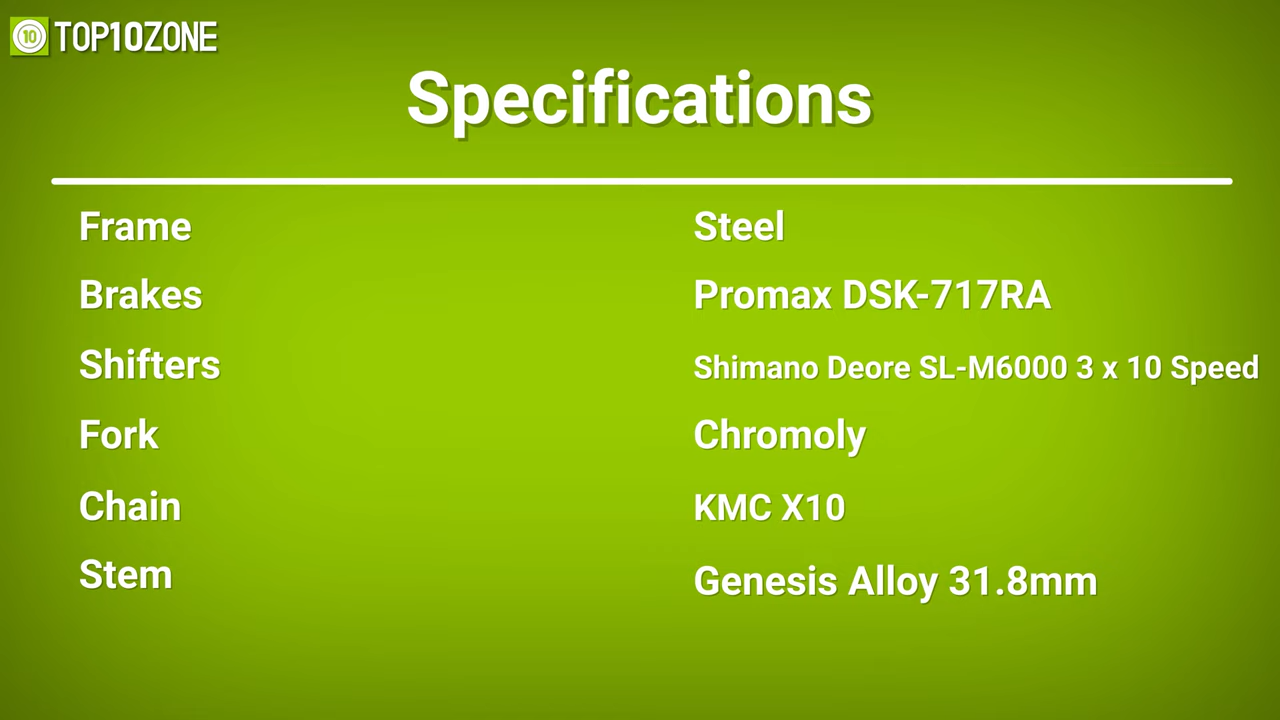 TOP10ZONE
Specifications
Frame Steel
Brakes Promax DSK-717RA
Shifters Shimano Deore SL-M6000 3 x 10 Speed
Fork Chromoly
Chain KMC X10
Stem Genesis Alloy 31.8mm